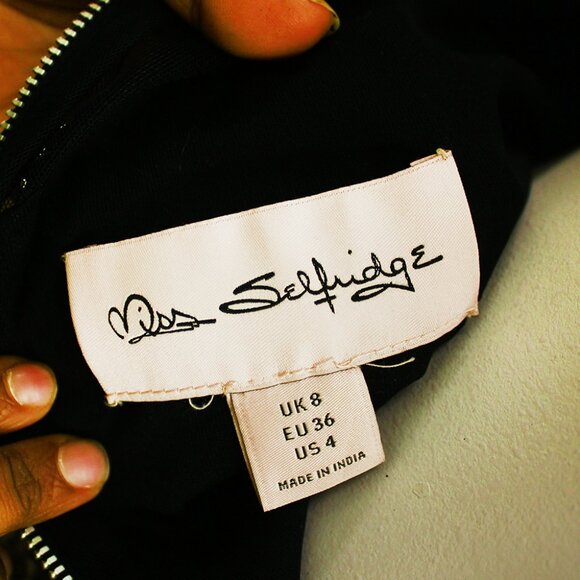 Miss Selfridge
UK 8
EU 36
US 4
MADE IN INDIA